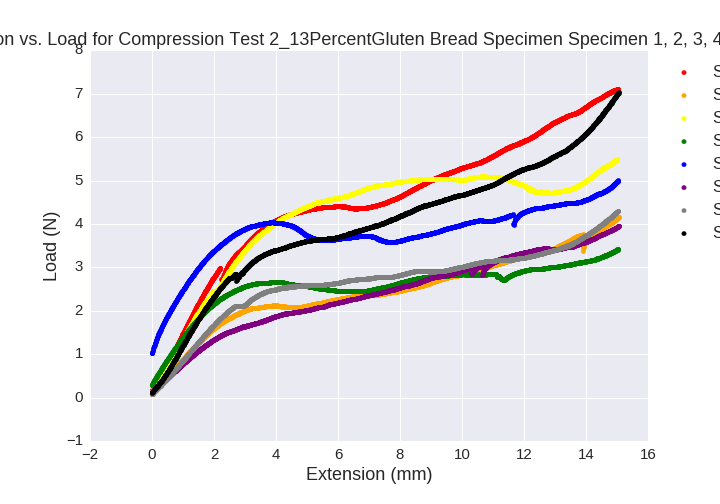 on vs. Load for Compression Test 2_13PercentGluten Bread Specimen Specimen 1, 2, 3, 4
8
7
6
5
4
3
2
1
0
−1
Load (N)
−2 0 2 4 6 8 10 12 14 16
Extension (mm)
S
S
S
S
S
S
S
S